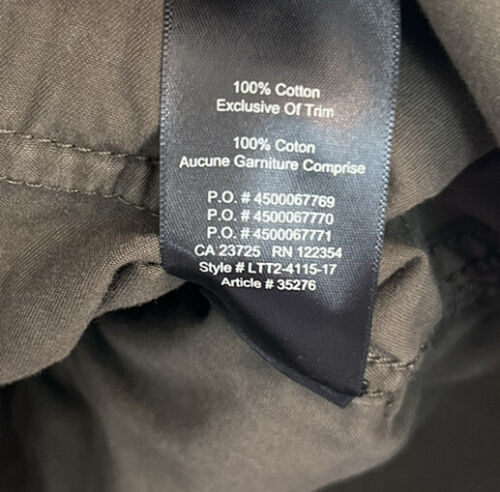 100% Cotton
Exclusive Of Trim
100% Coton
Aucune Garniture Comprise
P.O. # 4500067769
P.O. # 4500067770
P.O. # 4500067771
CA 23725 RN 122354
Style # LTT2-4115-17
Article # 35276